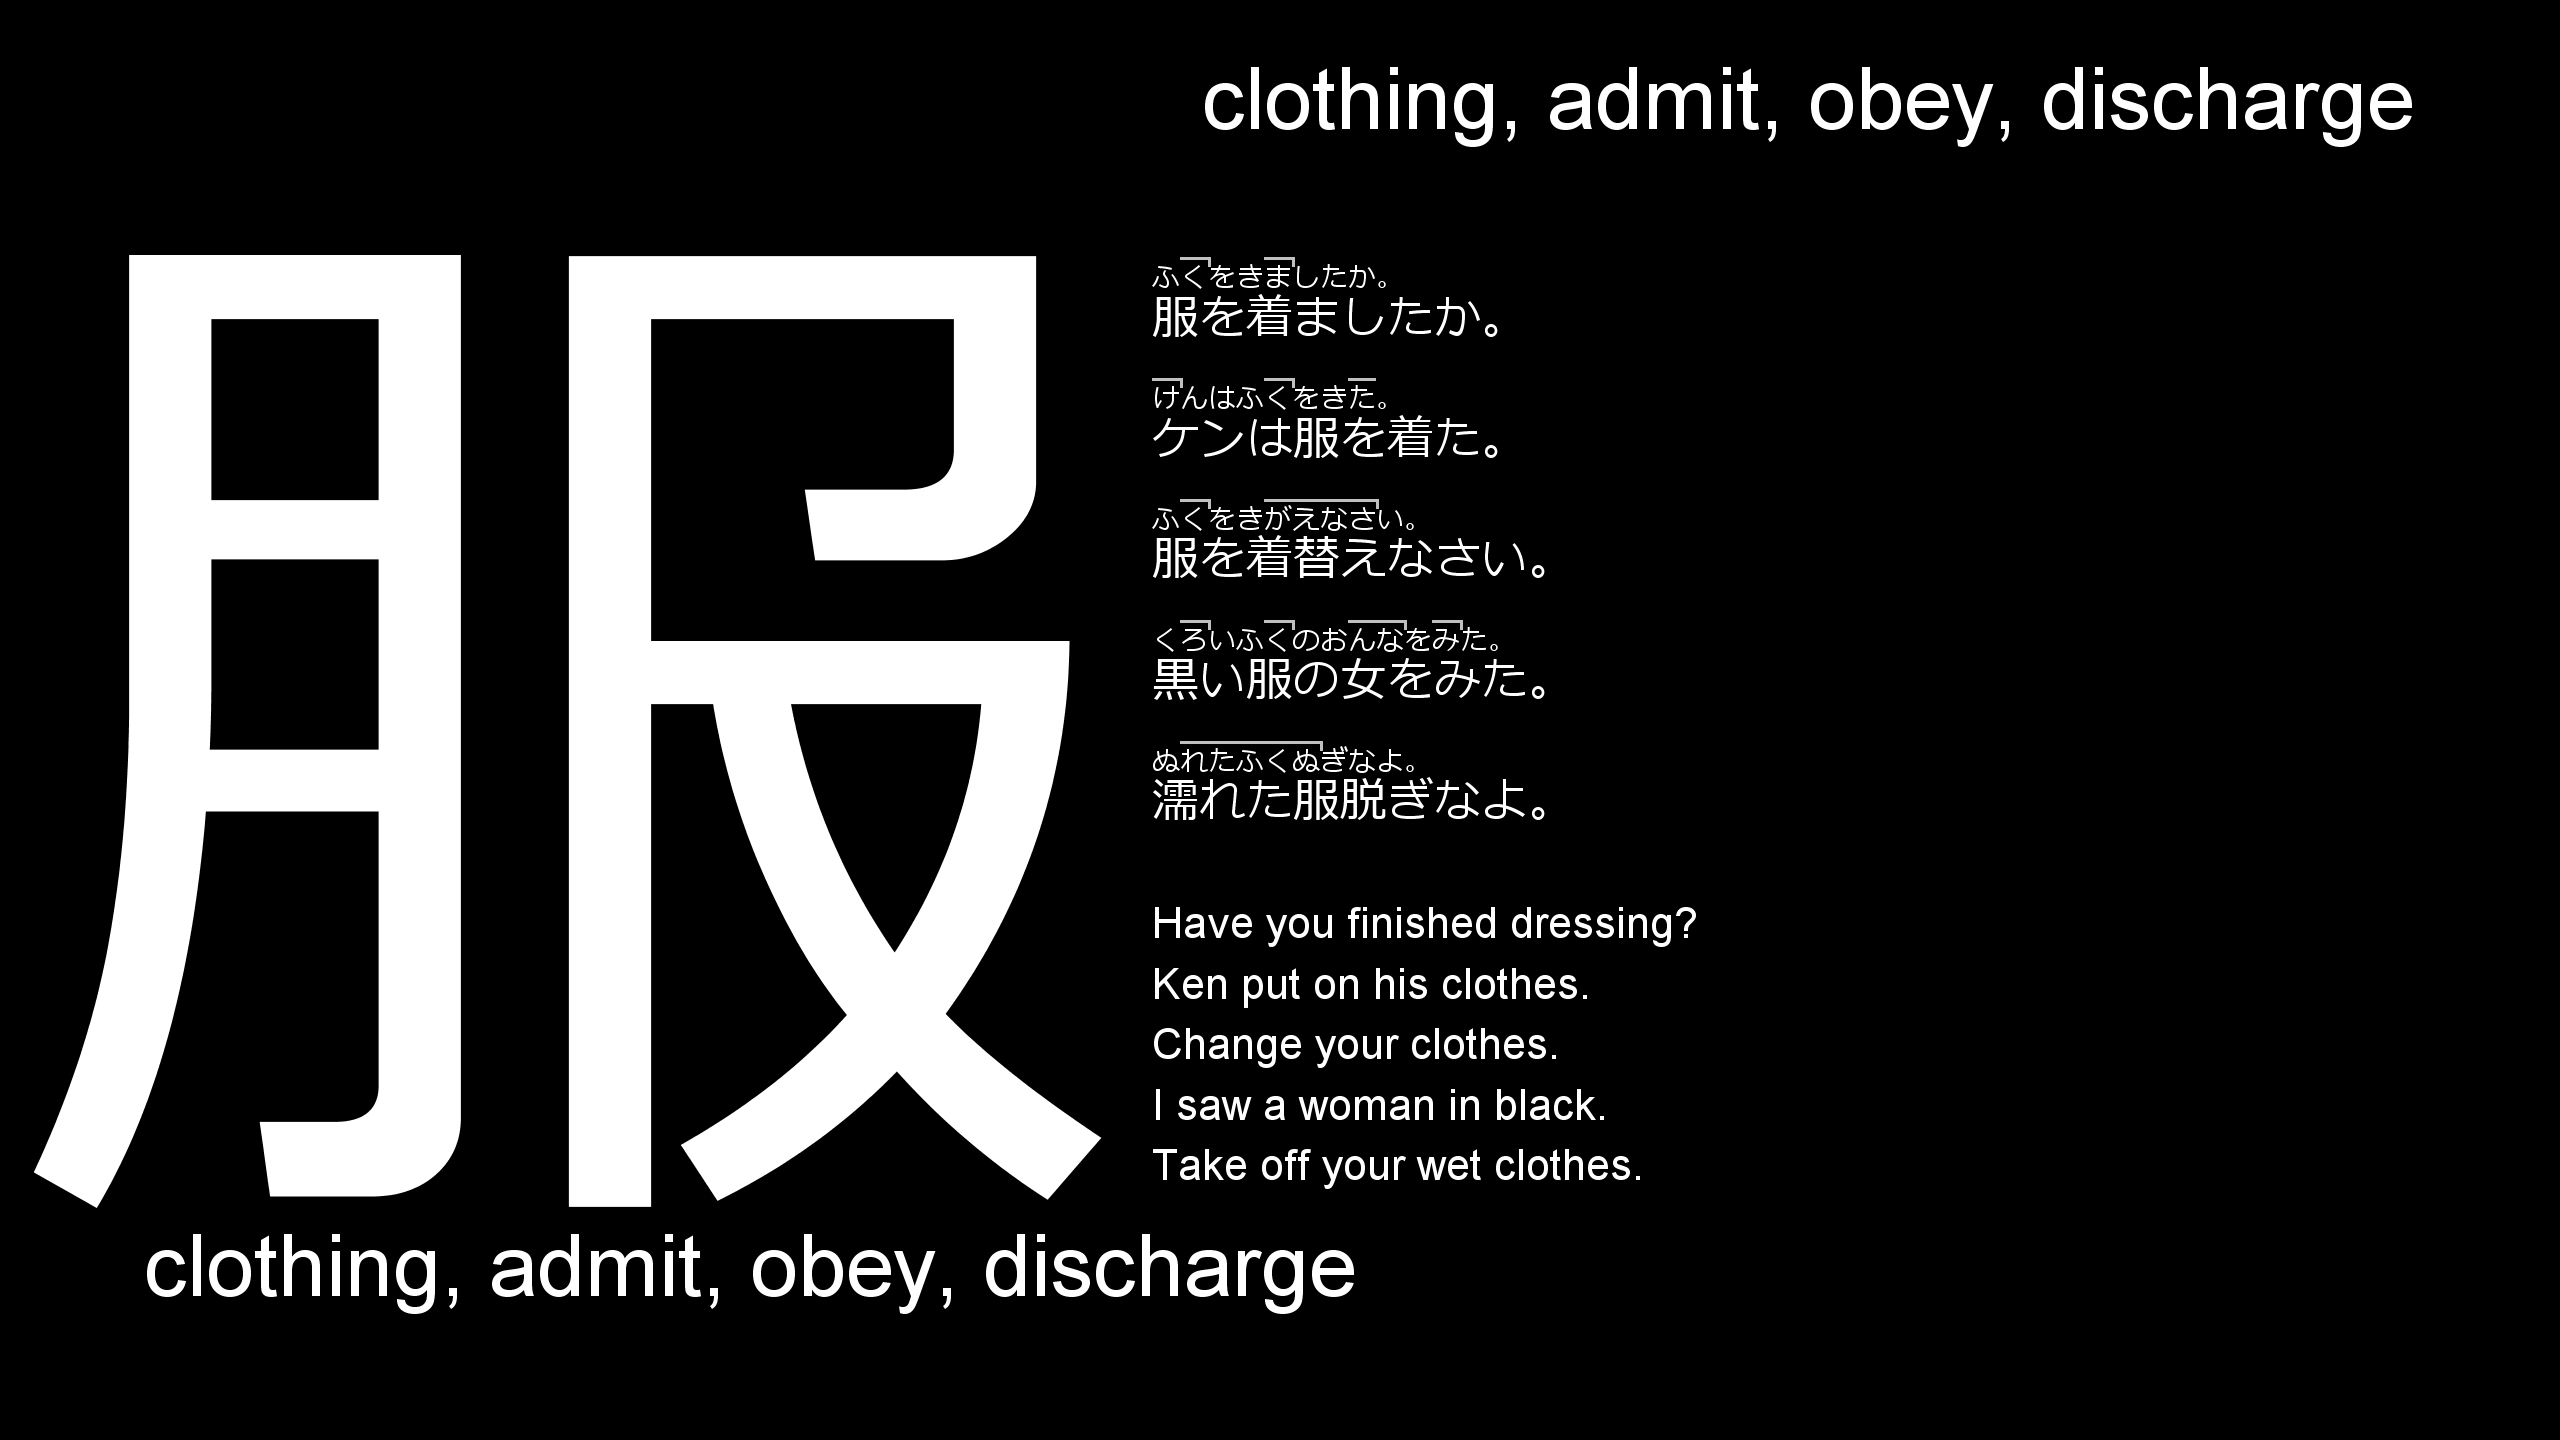 clothing, admit, obey, discharge
服
ふくをきましたか。
服を着ましたか。
けんはふくをきた。
ケンは服を着た。
ふくをきがえなさい。
服を着替えなさい。
くろいふくのおんなをみた。
黒い服の女をみた。
ぬれたふくぬぎなよ。
濡れた服脱ぎなよ。
Have you finished dressing?
Ken put on his clothes.
Change your clothes.
I saw a woman in black.
Take off your wet clothes.
clothing, admit, obey, discharge